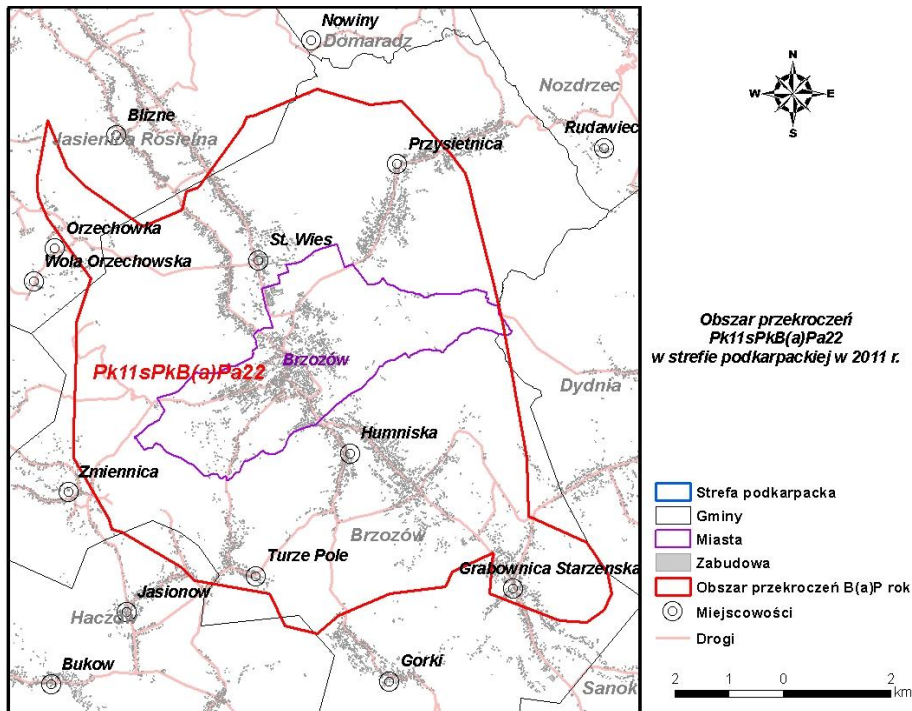 Nowiny
Domaradz
Nozdrzec
Blizne
Jasienica Rosielna
Rudawiec
Przysietnica
Orzechowka
St. Wies
Wola Orzechowska
Brzozów
Pk11sPkB(a)Pa22
Dydnia
Humniska
Zmiennica
Brzozów
Turze Pole
Grabownica Starzenska
Jasionow
Haczów
Bukow
Gorki
Sanok
N
W
E
S
Obszar przekroczeń
Pk11sPkB(a)Pa22
w strefie podkarpackiej w 2011 r.
Strefa podkarpacka
Gminy
Miasta
Zabudowa
Obszar przekroczeń B(a)P rok
Miejscowości
Drogi
2 1 0 2
km